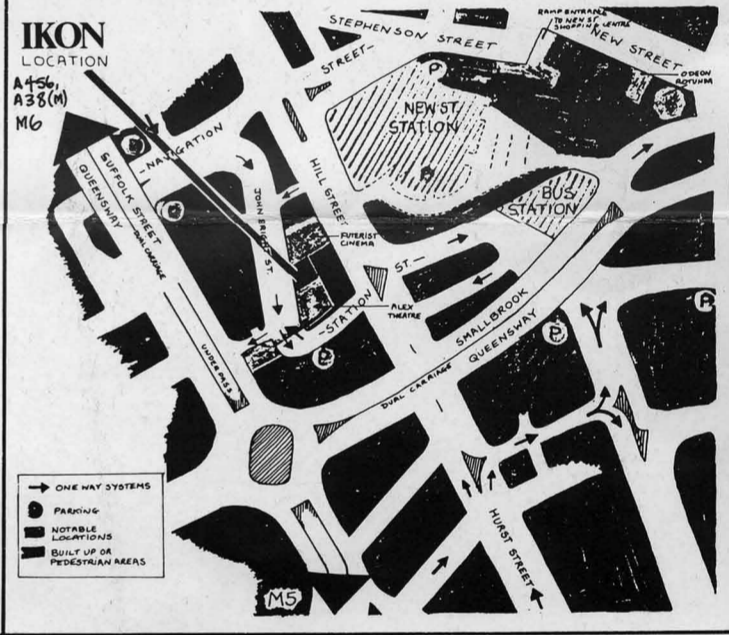 IKON
LOCATION
A456,
A38(M)
M6
STEPHENSON STREET
STREET
RAMP ENTRANCE
TO NEW ST
SHOPPING CENTRE
NEW STREET
ODEON
ROTUNDA
P
NEW ST.
STATION
NAVIGATION
SUFFOLK STREET
QUEENSWAY
DUAL CARRIAGE
UNDERPASS
JOHN BRIGHT ST.
HILL STREET
FUTURIST
CINEMA
BUS
STATION
STATION ST.
ALEX
THEATRE
P
SMALLBROOK
QUEENSWAY
DUAL CARRIAGE
P
P
HURST STREET
M5
ONE WAY SYSTEMS
PARKING
NOTABLE
LOCATIONS
BUILT UP OR
PEDESTRIAN AREAS